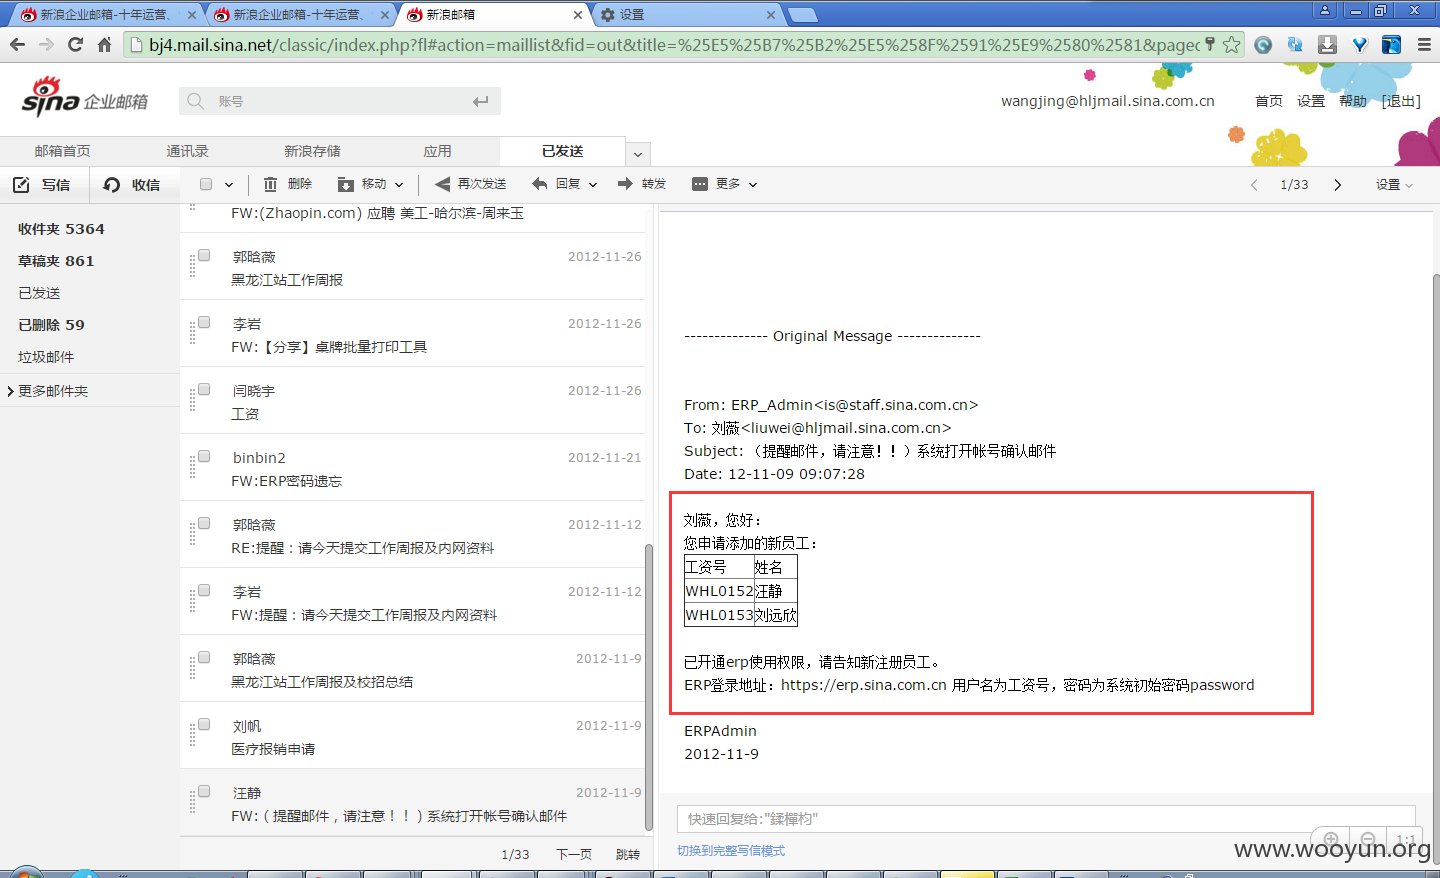 新浪企业邮箱-十年运营、
新浪企业邮箱-十年运营、
新浪邮箱
设置
bj4.mail.sina.net/classic/index.php?fl#action=maillist&fid=out&title=%25E5%25B7%25B2%25E5%258F%2591%25E9%2580%2581&pagec
sina 企业邮箱
账号
wangjing@hljmail.sina.com.cn
首页 设置 帮助 [退出]
邮箱首页 通讯录 新浪存储 应用 已发送
写信 收信
删除 移动 再次发送 回复 转发 更多
1/33
设置
收件夹 5364
草稿夹 861
已发送
已删除 59
垃圾邮件
更多邮件夹
FW:(Zhaopin.com) 应聘 美工-哈尔滨-周来玉
郭晗薇 2012-11-26
黑龙江站工作周报
李岩 2012-11-26
FW:【分享】桌牌批量打印工具
闫晓宇 2012-11-26
工资
binbin2 2012-11-21
FW:ERP密码遗忘
郭晗薇 2012-11-12
RE:提醒：请今天提交工作周报及内网资料
李岩 2012-11-12
FW:提醒：请今天提交工作周报及内网资料
郭晗薇 2012-11-9
黑龙江站工作周报及校招总结
刘帆 2012-11-9
医疗报销申请
汪静 2012-11-9
FW:（提醒邮件，请注意！！）系统打开帐号确认邮件
1/33 下一页 跳转
-------------- Original Message --------------
From: ERP_Admin<is@staff.sina.com.cn>
To: 刘薇<liuwei@hljmail.sina.com.cn>
Subject: （提醒邮件，请注意！！）系统打开帐号确认邮件
Date: 12-11-09 09:07:28
刘薇，您好：
您申请添加的新员工：
工资号 姓名
WHL0152 汪静
WHL0153 刘远欣
已开通erp使用权限，请告知新注册员工。
ERP登录地址：https://erp.sina.com.cn 用户名为工资号，密码为系统初始密码password
ERPAdmin
2012-11-9
快速回复给:"鍒樿枃"
切换到完整写信模式
1:1
www.wooyun.org